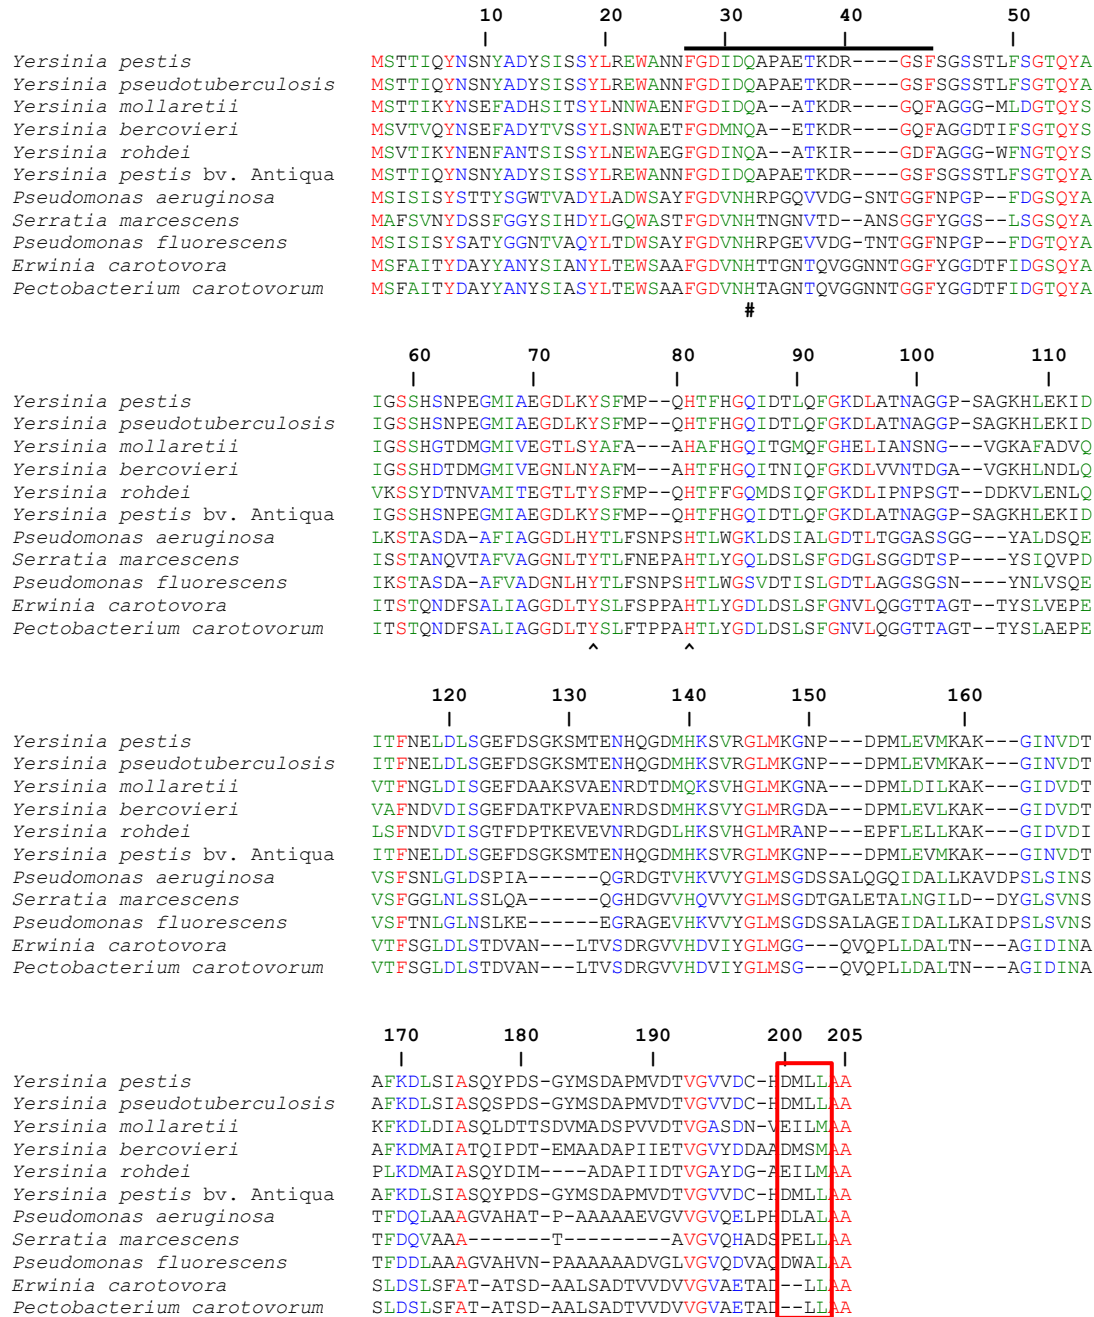 10 20 30 40 50
Yersinia pestis MSTTIQYNSNYADYSISSYLREWANNFGDIDQAPAETKDR----GSFSGSSTLFSGTQYA
Yersinia pseudotuberculosis MSTTIQYNSNYADYSISSYLREWANNFGDIDQAPAETKDR----GSFSGSSTLFSGTQYA
Yersinia mollaretii MSTTIKYNSEFADHSITSYLNNWAENFGDIDQAA--ATKDR----GQFAGGG-MLDGTQYS
Yersinia bercovieri MSVTVQYNSEFADYTVSSYLSNWAETFGDMNQA--ETKDR----GQFAGGDTIFSGTQYS
Yersinia rohdei MSVTIKYNENFANTSISSYLNEWAEGFGDINQA--ATKIR----GDFAGGG-WFNGTQYS
Yersinia pestis bv. Antiqua MSTTIQYNSNYADYSISSYLREWANNFGDIDQAPAETKDR----GSFSGSSTLFSGTQYA
Pseudomonas aeruginosa MSISISYSTTYSGWTVADYLADWSAYFGDVNHRPGQVVDG-SNTGGFNPGP--FDGSQYA
Serratia marcescens MAFSVNYDSSFGGYSIHDYLGQWASTFGDVNHTNGNVTD--ANSGGFYGGS--LSGSQYA
Pseudomonas fluorescens MSISISYSATYGGNTVAQYLTDWSAYFGDVNHRPGEVVDG-TNTGGFNPGP--FDGTQYA
Erwinia carotovora MSFAITYDAYYANYSIANYLTEWSAAFGDVNHTTGNTQVGGNNTGGFYGGDTFIDGSQYA
Pectobacterium carotovorum MSFAITYDAYYANYSIASYLTEWSAAFGDVNHTAGNTQVGGNNTGGFYGGDTFIDGTQYA
#
60 70 80 90 100 110
Yersinia pestis IGSSHSNPEGMIAEGDLKYSFMP--QHTFHGQIDTLQFGKDLATNAGGP-SAGKHLEKID
Yersinia pseudotuberculosis IGSSHSNPEGMIAEGDLKYSFMP--QHTFHGQIDTLQFGKDLATNAGGP-SAGKHLEKID
Yersinia mollaretii IGSSHGTDMGMIVEGTLSYAFA--AHAFHGQITGMQFGHELIANSNG---VGKAFADVQ
Yersinia bercovieri IGSSHDTDMGMIVEGNLNYAFM--AHTFHGQITNIQFGKDLVVNTDGA--VGKHLNDLQ
Yersinia rohdei VKSSYDTNVAMITEGTLTYSFMP--QHTFFGQMDSIQFGKDLIPNPSGT--DDKVLENLQ
Yersinia pestis bv. Antiqua IGSSHSNPEGMIAEGDLKYSFMP--QHTFHGQIDTLQFGKDLATNAGGP-SAGKHLEKID
Pseudomonas aeruginosa LKSTASDA-AFIAGGDLHYTLFSNPSHTLWGKLDSIALGDTLTGGASSGG---YALDSQE
Serratia marcescens ISSTANQVTAFVAGGNLTYTLFNEPAHTLYGQLDSLSFGDGLSGGDTSP----YSIQVPD
Pseudomonas fluorescens IKSTASDA-AFVADGNLHYTLFSNPSHTLWGSVDTISLGDTLAGGSGSN----YNLVSQE
Erwinia carotovora ITSTQNDFSALIAGGDLTYSLFSPPAHTLYGDLDSLSFGNVLQGGTTAGT--TYSLVEPE
Pectobacterium carotovorum ITSTQNDFSALIAGGDLTYSLFTPPAHTLYGDLDSLSFGNVLQGGTTAGT--TYSLAEPE
^ ^
120 130 140 150 160
Yersinia pestis ITFNELDLSGEFDSGKSMTENHQGDMHKSVRGLMKGNP---DPMLEVMKAK---GINVDT
Yersinia pseudotuberculosis ITFNELDLSGEFDSGKSMTENHQGDMHKSVRGLMKGNP---DPMLEVMKAK---GINVDT
Yersinia mollaretii VTFNGLDISGEFDAAKSVAENRDTDMQKSVHGLMKGNA---DPMLDILKAK---GIDVDT
Yersinia bercovieri VAFNDVDISGEFDATKPVAENRDSDMHKSVYGLMRGDA---DPMLEVLKAK---GIDVDT
Yersinia rohdei LSFNDVDISGTFDPTKEVEVNRDGDLHKSVHGLMRANP---EPFLELLKAK---GIDVDI
Yersinia pestis bv. Antiqua ITFNELDLSGEFDSGKSMTENHQGDMHKSVRGLMKGNP---DPMLEVMKAK---GINVDT
Pseudomonas aeruginosa VSFSNLGLDSPIA------QGRDGTVHKVVYGLMSGDSSALQGQIDALLKAVDPSLSINS
Serratia marcescens VSFGGLNLSSLQA------QGHDGVVHQVVYGLMSGDTGALETALNGILD--DYGLSVNS
Pseudomonas fluorescens VSFTNLGLNSLKE------EGRAGEVHKVVYGLMSGDSSALAGEIDALLKAIDPSLSVNS
Erwinia carotovora VTFSGLDLSTDVAN---LTVSDRGVVHDVIYGLMGG---QVQPLLDALTN---AGIDINA
Pectobacterium carotovorum VTFSGLDLSTDVAN---LTVSDRGVVHDVIYGLMSG---QVQPLLDALTN---AGIDINA
170 180 190 200 205
Yersinia pestis AFKDLSIASQYPDS-GYMSDAPMVDTVGVVDC-HDMLLAA
Yersinia pseudotuberculosis AFKDLSIASQSPDS-GYMSDAPMVDTVGVVDC-HDMLLAA
Yersinia mollaretii KFKDLDIASQLDTTSDVMADSPVVDTVGASDN-VEILMAA
Yersinia bercovieri AFKDMAIATQIPDT-EMAADAPIIETVGVYDDAADMSMAA
Yersinia rohdei PLKDMAIASQYDIM----ADAPIIDTVGAYDG-AEILMAA
Yersinia pestis bv. Antiqua AFKDLSIASQYPDS-GYMSDAPMVDTVGVVDC-HDMLLAA
Pseudomonas aeruginosa TFDQLAAAGVAHAT-P-AAAAAEVGVVGVQELPHDLALAA
Serratia marcescens TFDQVAAA-------T---------AVGVQHADSPELLAA
Pseudomonas fluorescens TFDDLAAAGVAHVN-PAAAAAADVGLVGVQDVAQDWALAA
Erwinia carotovora SLDSLSFAT-ATSD-AALSADTVVDVVGVAETAD--LLAA
Pectobacterium carotovorum SLDSLSFAT-ATSD-AALSADTVVDVVGVAETAD--LLAA